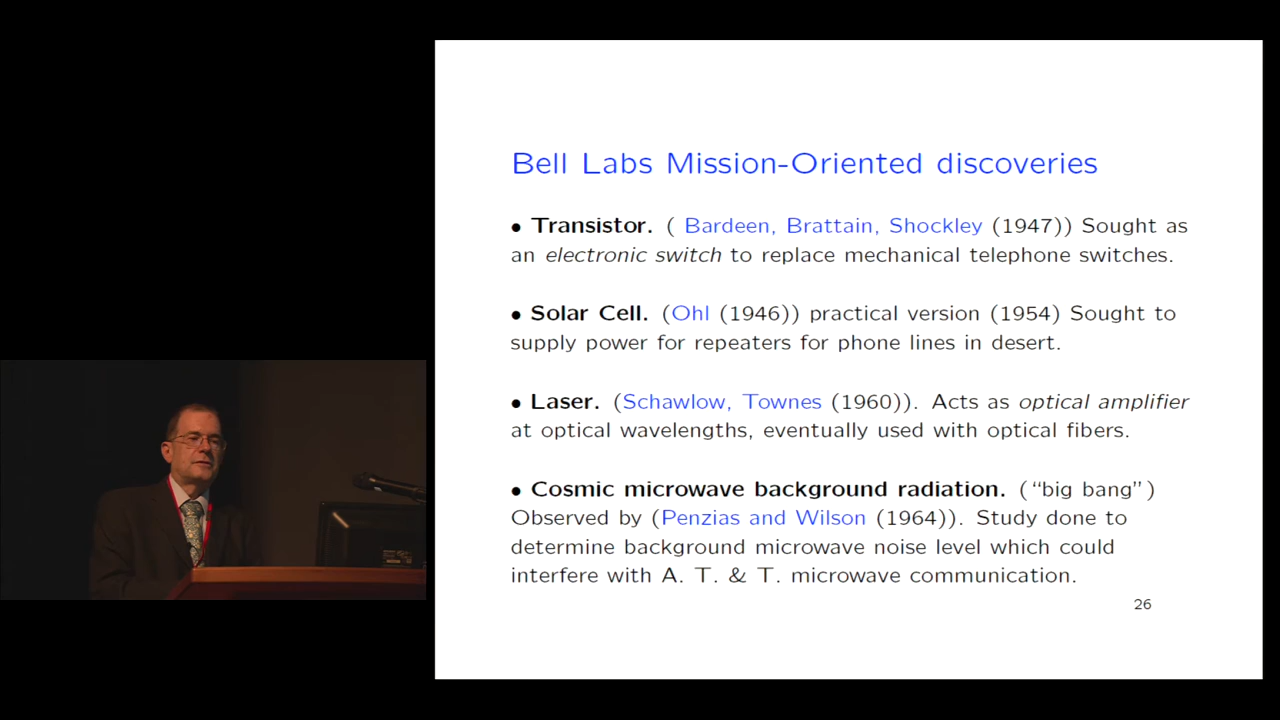 Bell Labs Mission-Oriented discoveries
• Transistor. ( Bardeen, Brattain, Shockley (1947)) Sought as
an electronic switch to replace mechanical telephone switches.
• Solar Cell. (Ohl (1946)) practical version (1954) Sought to
supply power for repeaters for phone lines in desert.
• Laser. (Schawlow, Townes (1960)). Acts as optical amplifier
at optical wavelengths, eventually used with optical fibers.
• Cosmic microwave background radiation. (“big bang”)
Observed by (Penzias and Wilson (1964)). Study done to
determine background microwave noise level which could
interfere with A. T. & T. microwave communication.
26